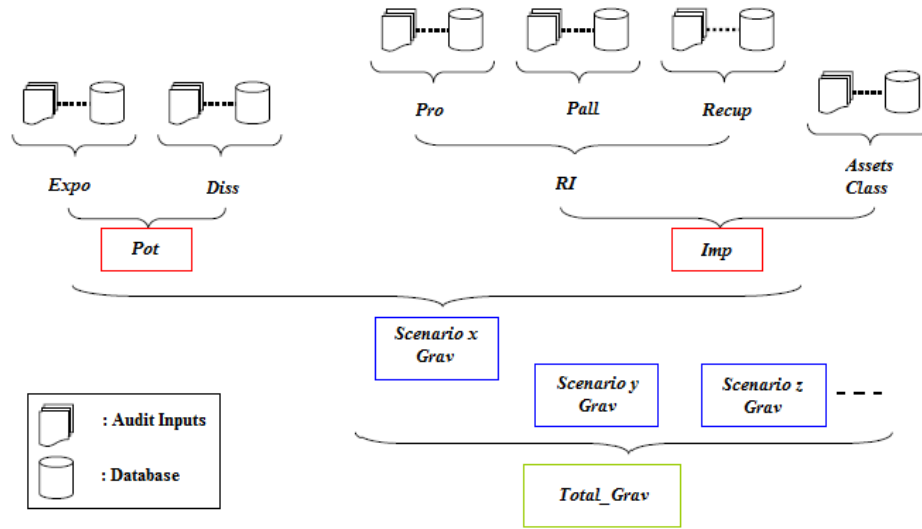 Pro
Pall
Recup
Expo
Diss
RI
Assets
Class
Pot
Imp
Scenario x
Grav
Scenario y
Grav
Scenario z
Grav
: Audit Inputs
: Database
Total_Grav